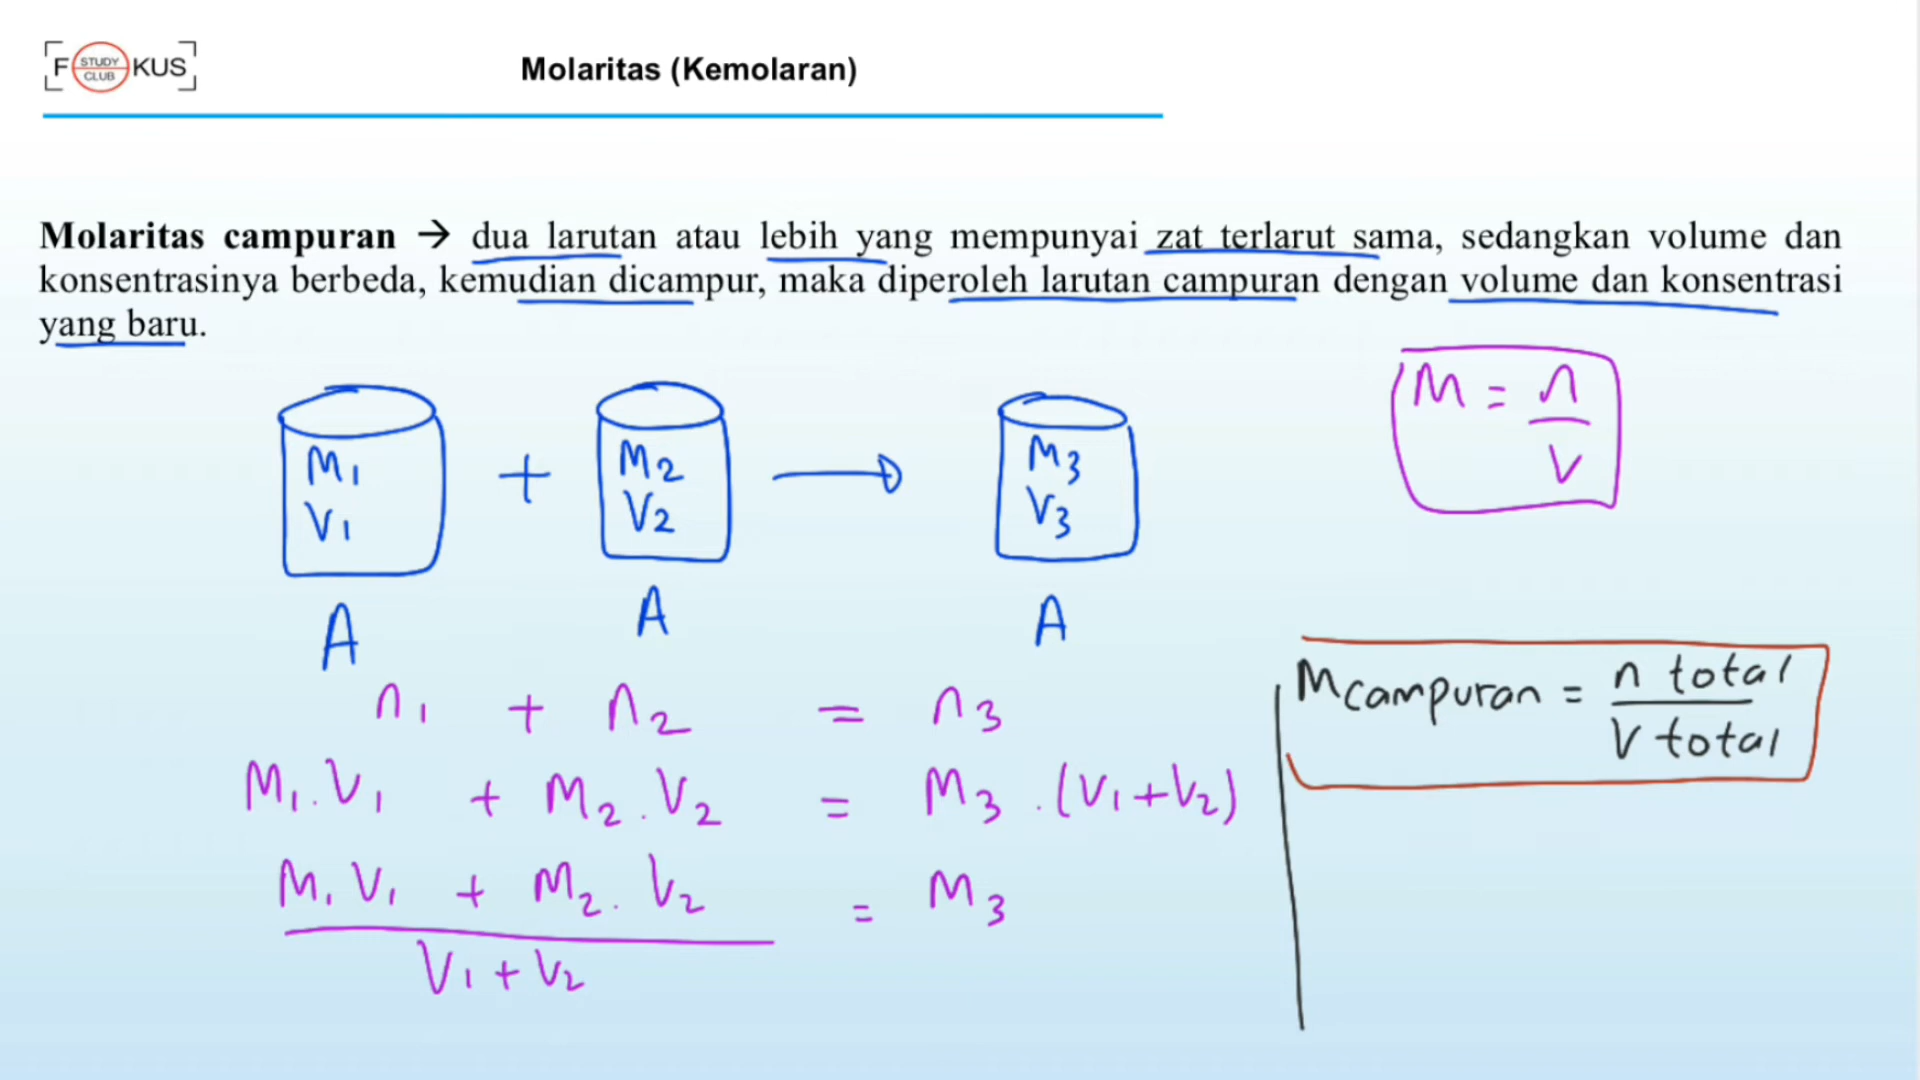 F STUDY CLUB KUS
Molaritas (Kemolaran)
Molaritas campuran → dua larutan atau lebih yang mempunyai zat terlarut sama, sedangkan volume dan
konsentrasinya berbeda, kemudian dicampur, maka diperoleh larutan campuran dengan volume dan konsentrasi
yang baru.
M = n / V
M1 + M2 → M3
V1 V2 V3
A A A
n1 + n2 = n3
M1.V1 + M2.V2 = M3.(V1+V2)
M1.V1 + M2.V2 = M3
V1+V2
Mcampuran = n total
V total